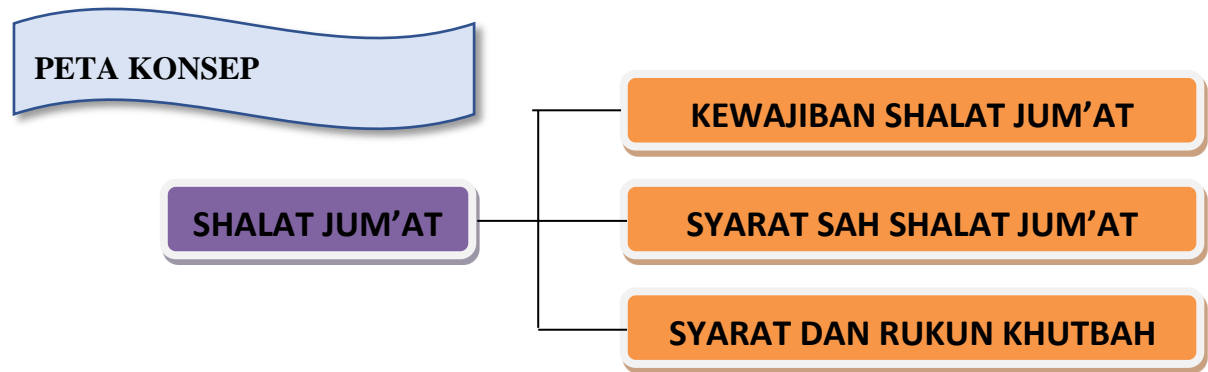 PETA KONSEP
KEWAJIBAN SHALAT JUM’AT
SHALAT JUM’AT
SYARAT SAH SHALAT JUM’AT
SYARAT DAN RUKUN KHUTBAH